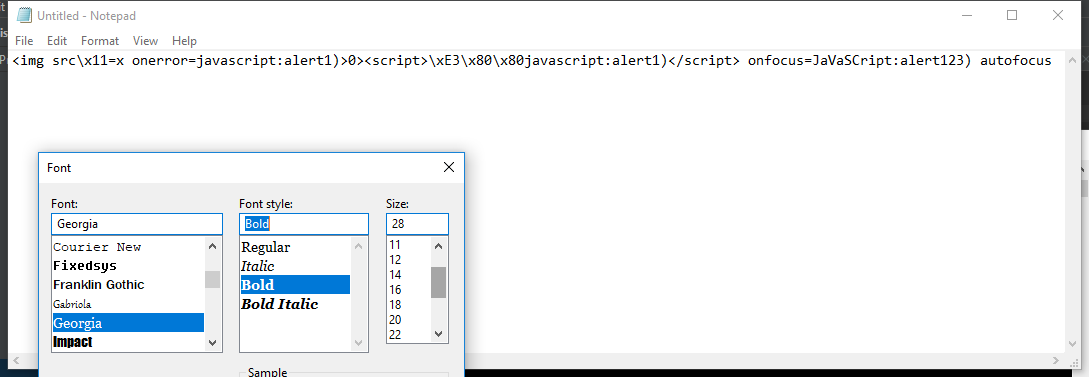 Untitled - Notepad
File Edit Format View Help
<img src\x11=x onerror=javascript:alert1)>0><script>\xE3\x80\x80javascript:alert1)</script> onfocus=JaVaSCript:alert123) autofocus
Font
Font: Font style: Size:
Georgia Bold 28
Courier New Regular 11
Fixedsys Italic 12
Franklin Gothic Bold 14
Gabriola Bold Italic 16
Georgia 18
Impact 20
22
Sample